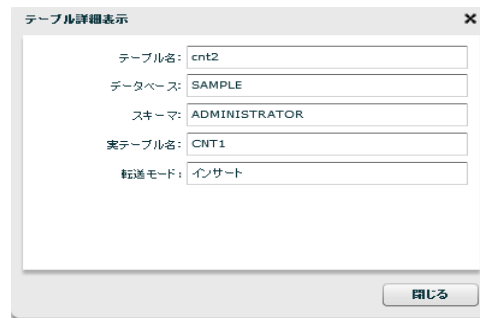 テーブル詳細表示
テーブル名: cnt2
データベース: SAMPLE
スキーマ: ADMINISTRATOR
実テーブル名: CNT1
転送モード: インサート
閉じる